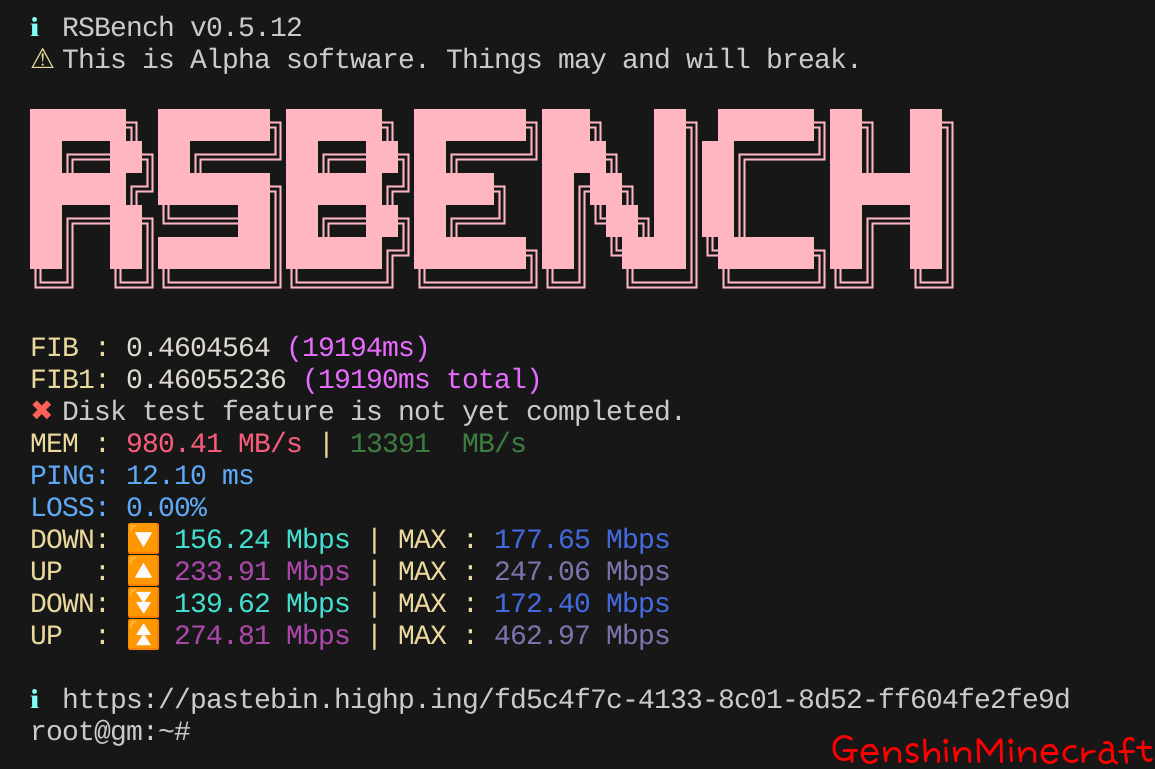 ℹ RSBench v0.5.12
⚠ This is Alpha software. Things may and will break.
RSBENCH
FIB : 0.4604564 (19194ms)
FIB1: 0.46055236 (19190ms total)
✖ Disk test feature is not yet completed.
MEM : 980.41 MB/s | 13391  MB/s
PING: 12.10 ms
LOSS: 0.00%
DOWN: 🔽 156.24 Mbps | MAX : 177.65 Mbps
UP  : 🔼 233.91 Mbps | MAX : 247.06 Mbps
DOWN: ⏬ 139.62 Mbps | MAX : 172.40 Mbps
UP  : ⏫ 274.81 Mbps | MAX : 462.97 Mbps
ℹ https://pastebin.highp.ing/fd5c4f7c-4133-8c01-8d52-ff604fe2fe9d
root@gm:~#
GenshinMinecraft